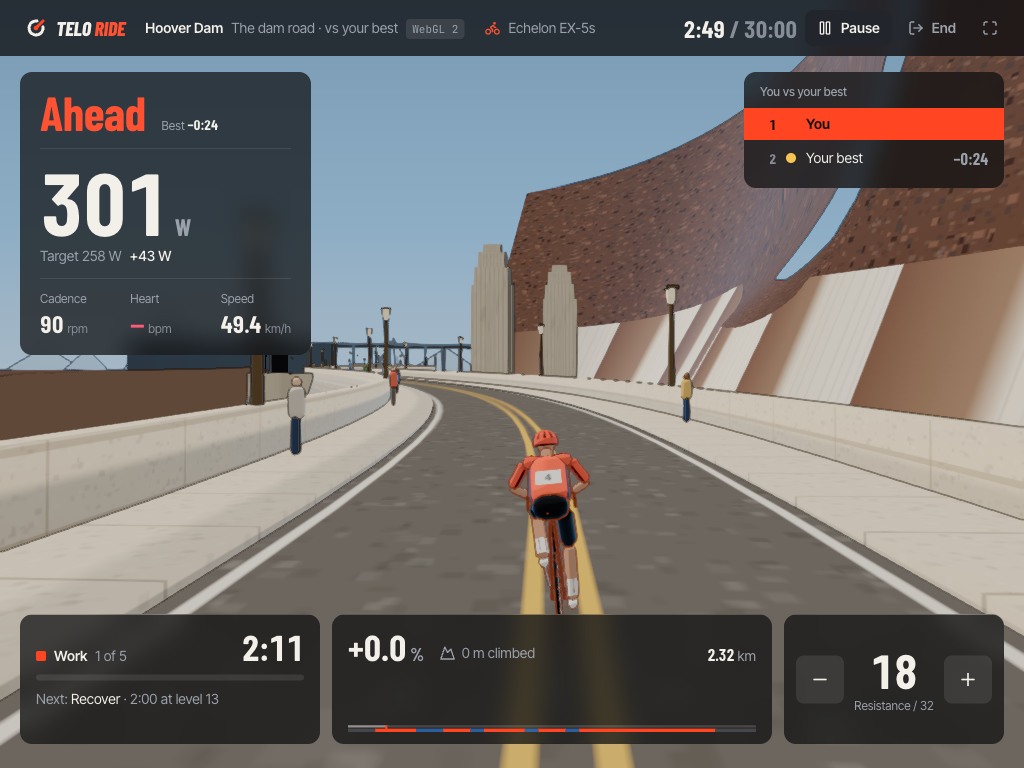 TELO RIDE Hoover Dam The dam road · vs your best WebGL 2 Echelon EX-5s 2:49 / 30:00 Pause End
Ahead Best −0:24
301 W
Target 258 W +43 W
Cadence Heart Speed
90 rpm – bpm 49.4 km/h
You vs your best
1 You
2 Your best −0:24
4
Work 1 of 5 2:11
Next: Recover · 2:00 at level 13
+0.0 % 0 m climbed 2.32 km
− 18 +
Resistance / 32